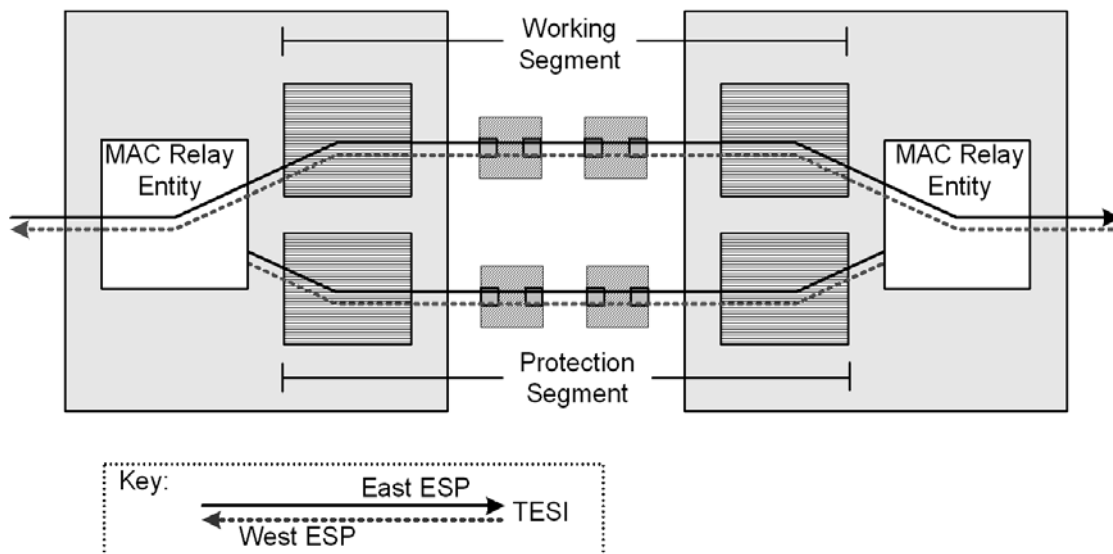 Working
Segment
MAC Relay
Entity
MAC Relay
Entity
Protection
Segment
Key:
East ESP
TESI
West ESP